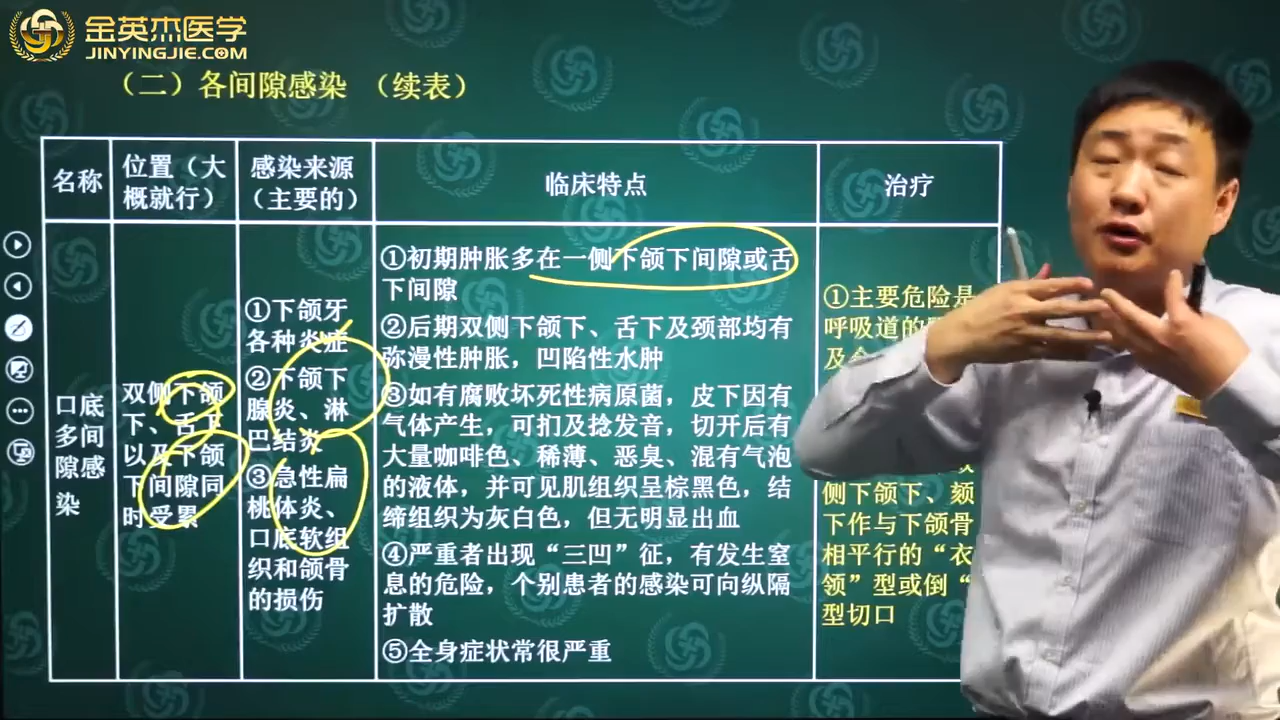 金英杰医学
JINYINGJIE.COM
（二）各间隙感染 （续表）
名称
位置（大
概就行）
感染来源
（主要的）
临床特点
治疗
口底
多间
隙感
染
双侧下颌
下、舌下
以及下颌
下间隙同
时受累
①下颌牙
各种炎症
②下颌下
腺炎、淋
巴结炎
③急性扁
桃体炎、
口底软组
织和颌骨
的损伤
①初期肿胀多在一侧下颌下间隙或舌
下间隙
②后期双侧下颌下、舌下及颈部均有
弥漫性肿胀，凹陷性水肿
③如有腐败坏死性病原菌，皮下因有
气体产生，可扪及捻发音，切开后有
大量咖啡色、稀薄、恶臭、混有气泡
的液体，并可见肌组织呈棕黑色，结
缔组织为灰白色，但无明显出血
④严重者出现“三凹”征，有发生窒
息的危险，个别患者的感染可向纵隔
扩散
⑤全身症状常很严重
①主要危险是
呼吸道的
及
侧下颌下、颏
下作与下颌骨
相平行的“衣
领”型或倒“
型切口